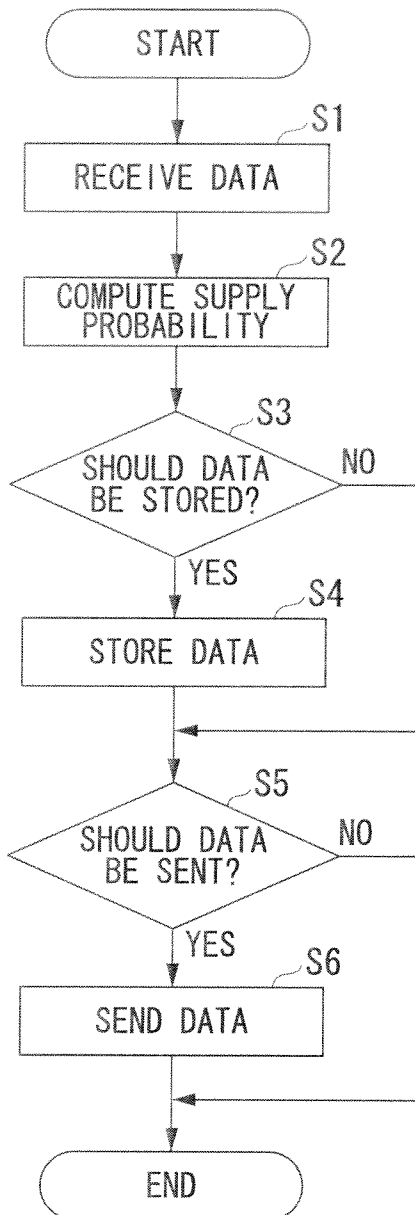 START
S1
RECEIVE DATA
S2
COMPUTE SUPPLY
PROBABILITY
S3
SHOULD DATA
BE STORED?
NO
YES
S4
STORE DATA
S5
SHOULD DATA
BE SENT?
NO
YES
S6
SEND DATA
END